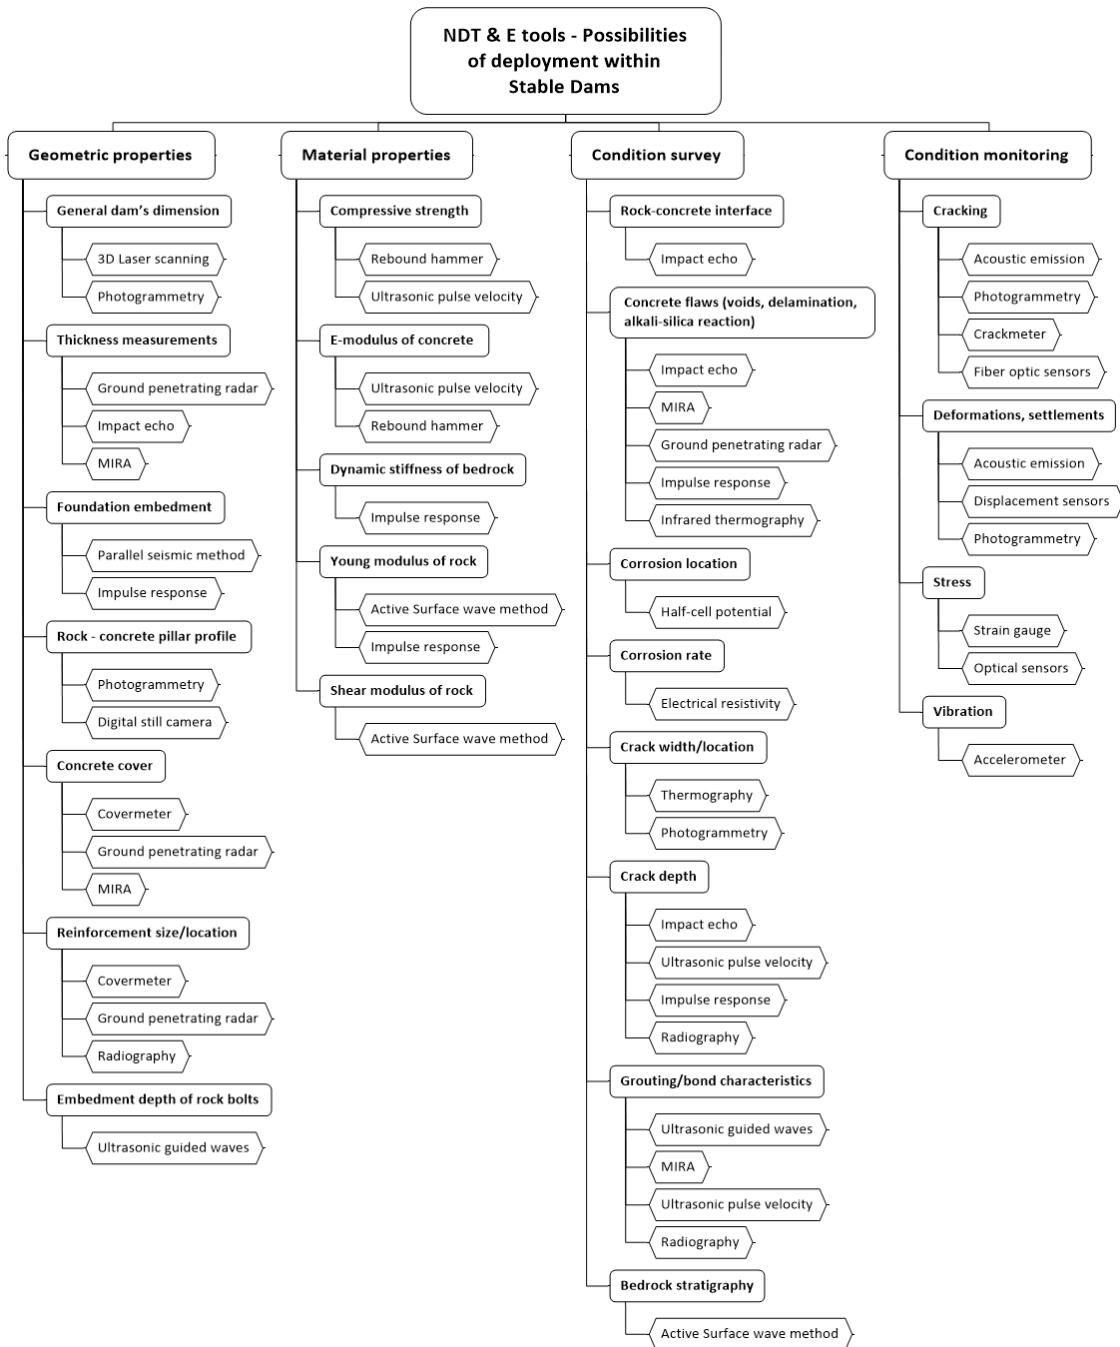 NDT & E tools - Possibilities
of deployment within
Stable Dams
Geometric properties
General dam's dimension
3D Laser scanning
Photogrammetry
Thickness measurements
Ground penetrating radar
Impact echo
MIRA
Foundation embedment
Parallel seismic method
Impulse response
Rock - concrete pillar profile
Photogrammetry
Digital still camera
Concrete cover
Covermeter
Ground penetrating radar
MIRA
Reinforcement size/location
Covermeter
Ground penetrating radar
Radiography
Embedment depth of rock bolts
Ultrasonic guided waves
Material properties
Compressive strength
Rebound hammer
Ultrasonic pulse velocity
E-modulus of concrete
Ultrasonic pulse velocity
Rebound hammer
Dynamic stiffness of bedrock
Impulse response
Young modulus of rock
Active Surface wave method
Impulse response
Shear modulus of rock
Active Surface wave method
Condition survey
Rock-concrete interface
Impact echo
Concrete flaws (voids, delamination,
alkali-silica reaction)
Impact echo
MIRA
Ground penetrating radar
Impulse response
Infrared thermography
Corrosion location
Half-cell potential
Corrosion rate
Electrical resistivity
Crack width/location
Thermography
Photogrammetry
Crack depth
Impact echo
Ultrasonic pulse velocity
Impulse response
Radiography
Grouting/bond characteristics
Ultrasonic guided waves
MIRA
Ultrasonic pulse velocity
Radiography
Bedrock stratigraphy
Active Surface wave method
Condition monitoring
Cracking
Acoustic emission
Photogrammetry
Crackmeter
Fiber optic sensors
Deformations, settlements
Acoustic emission
Displacement sensors
Photogrammetry
Stress
Strain gauge
Optical sensors
Vibration
Accelerometer